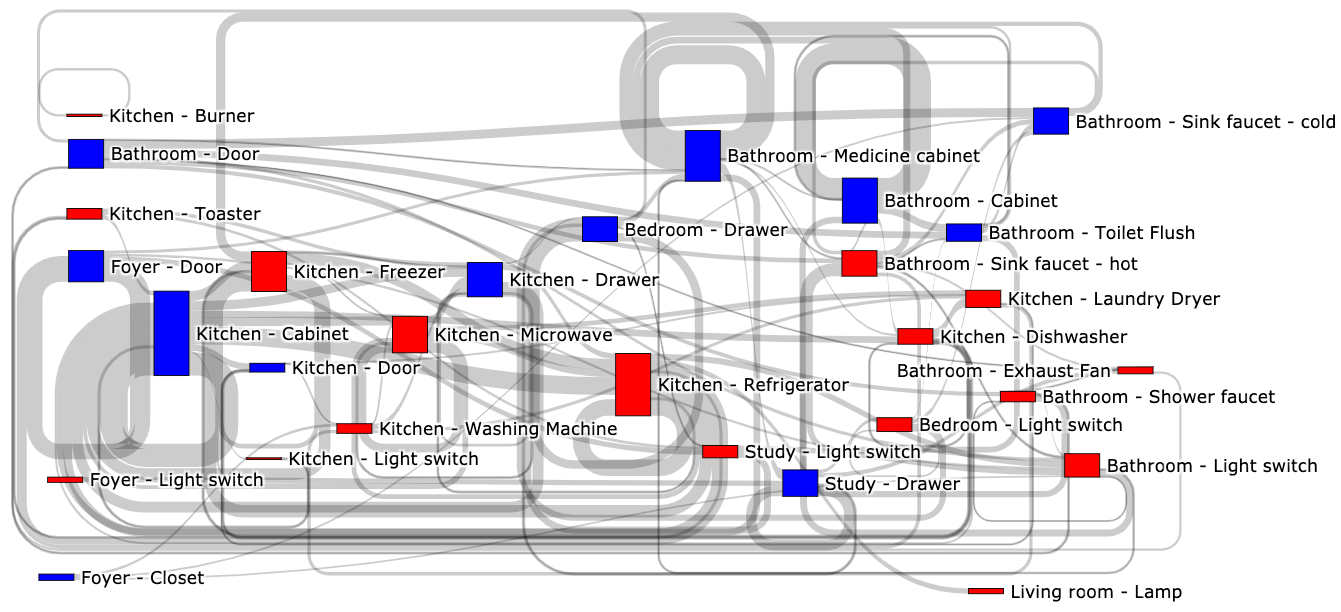 Kitchen - Burner
Bathroom - Sink faucet - cold
Bathroom - Door
Bathroom - Medicine cabinet
Bathroom - Cabinet
Kitchen - Toaster
Bedroom - Drawer
Bathroom - Toilet Flush
Foyer - Door
Kitchen - Freezer
Bathroom - Sink faucet - hot
Kitchen - Drawer
Kitchen - Laundry Dryer
Kitchen - Cabinet
Kitchen - Microwave
Kitchen - Dishwasher
Kitchen - Door
Bathroom - Exhaust Fan
Kitchen - Refrigerator
Bathroom - Shower faucet
Kitchen - Washing Machine
Bedroom - Light switch
Kitchen - Light switch
Study - Light switch
Bathroom - Light switch
Foyer - Light switch
Study - Drawer
Foyer - Closet
Living room - Lamp